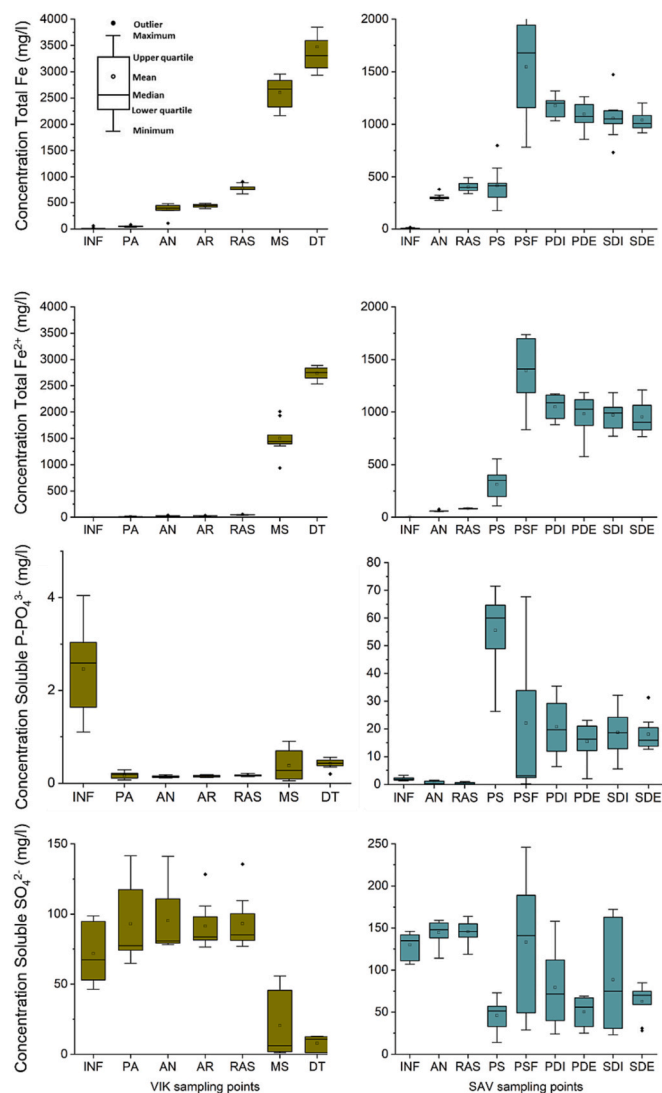 Concentration Total Fe (mg/l)
4000
3500
3000
2500
2000
1500
1000
500
0
Outlier
Maximum
Upper quartile
Mean
Median
Lower quartile
Minimum
INF PA AN AR RAS MS DT
2000
1500
1000
500
0
INF AN RAS PS PSF PDI PDE SDI SDE
Concentration Total Fe²⁺ (mg/l)
4000
3500
3000
2500
2000
1500
1000
500
0
INF PA AN AR RAS MS DT
2000
1500
1000
500
0
INF AN RAS PS PSF PDI PDE SDI SDE
Concentration Soluble P-PO₄³⁻ (mg/l)
4
2
0
INF PA AN AR RAS MS DT
80
70
60
50
40
30
20
10
0
INF AN RAS PS PSF PDI PDE SDI SDE
Concentration Soluble SO₄²⁻ (mg/l)
150
100
50
0
INF PA AN AR RAS MS DT
VIK sampling points
250
200
150
100
50
0
INF AN RAS PS PSF PDI PDE SDI SDE
SAV sampling points